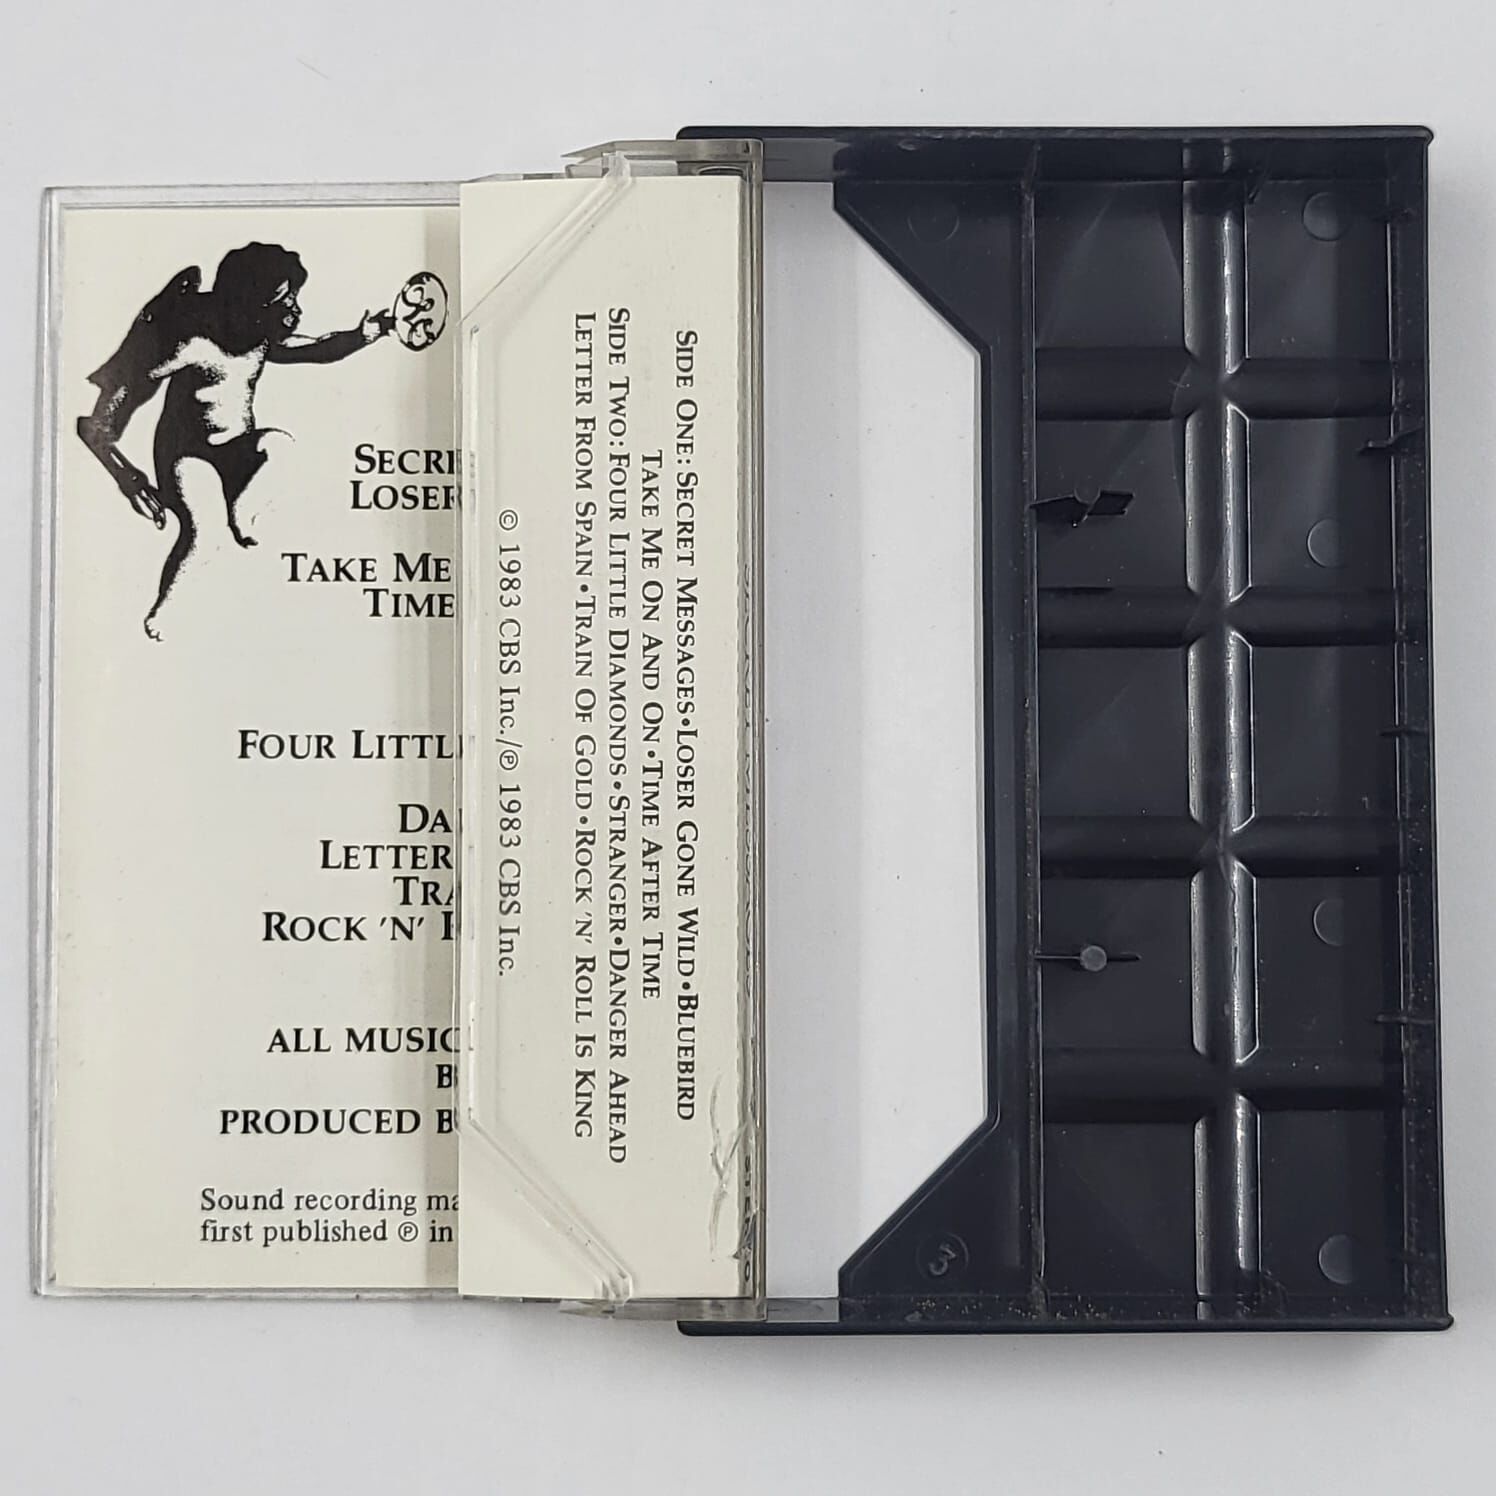 SECRE
LOSER
TAKE ME
TIME
FOUR LITTL
DA
LETTER
TRA
ROCK 'N' R
ALL MUSIC
B
PRODUCED B
Sound recording ma
first published ℗ in
SIDE ONE: SECRET MESSAGES•LOSER GONE WILD•BLUEBIRD
TAKE ME ON AND ON•TIME AFTER TIME
SIDE TWO: FOUR LITTLE DIAMONDS•STRANGER•DANGER AHEAD
LETTER FROM SPAIN•TRAIN OF GOLD•ROCK 'N' ROLL IS KING
© 1983 CBS Inc./℗ 1983 CBS Inc.
STEREO
3